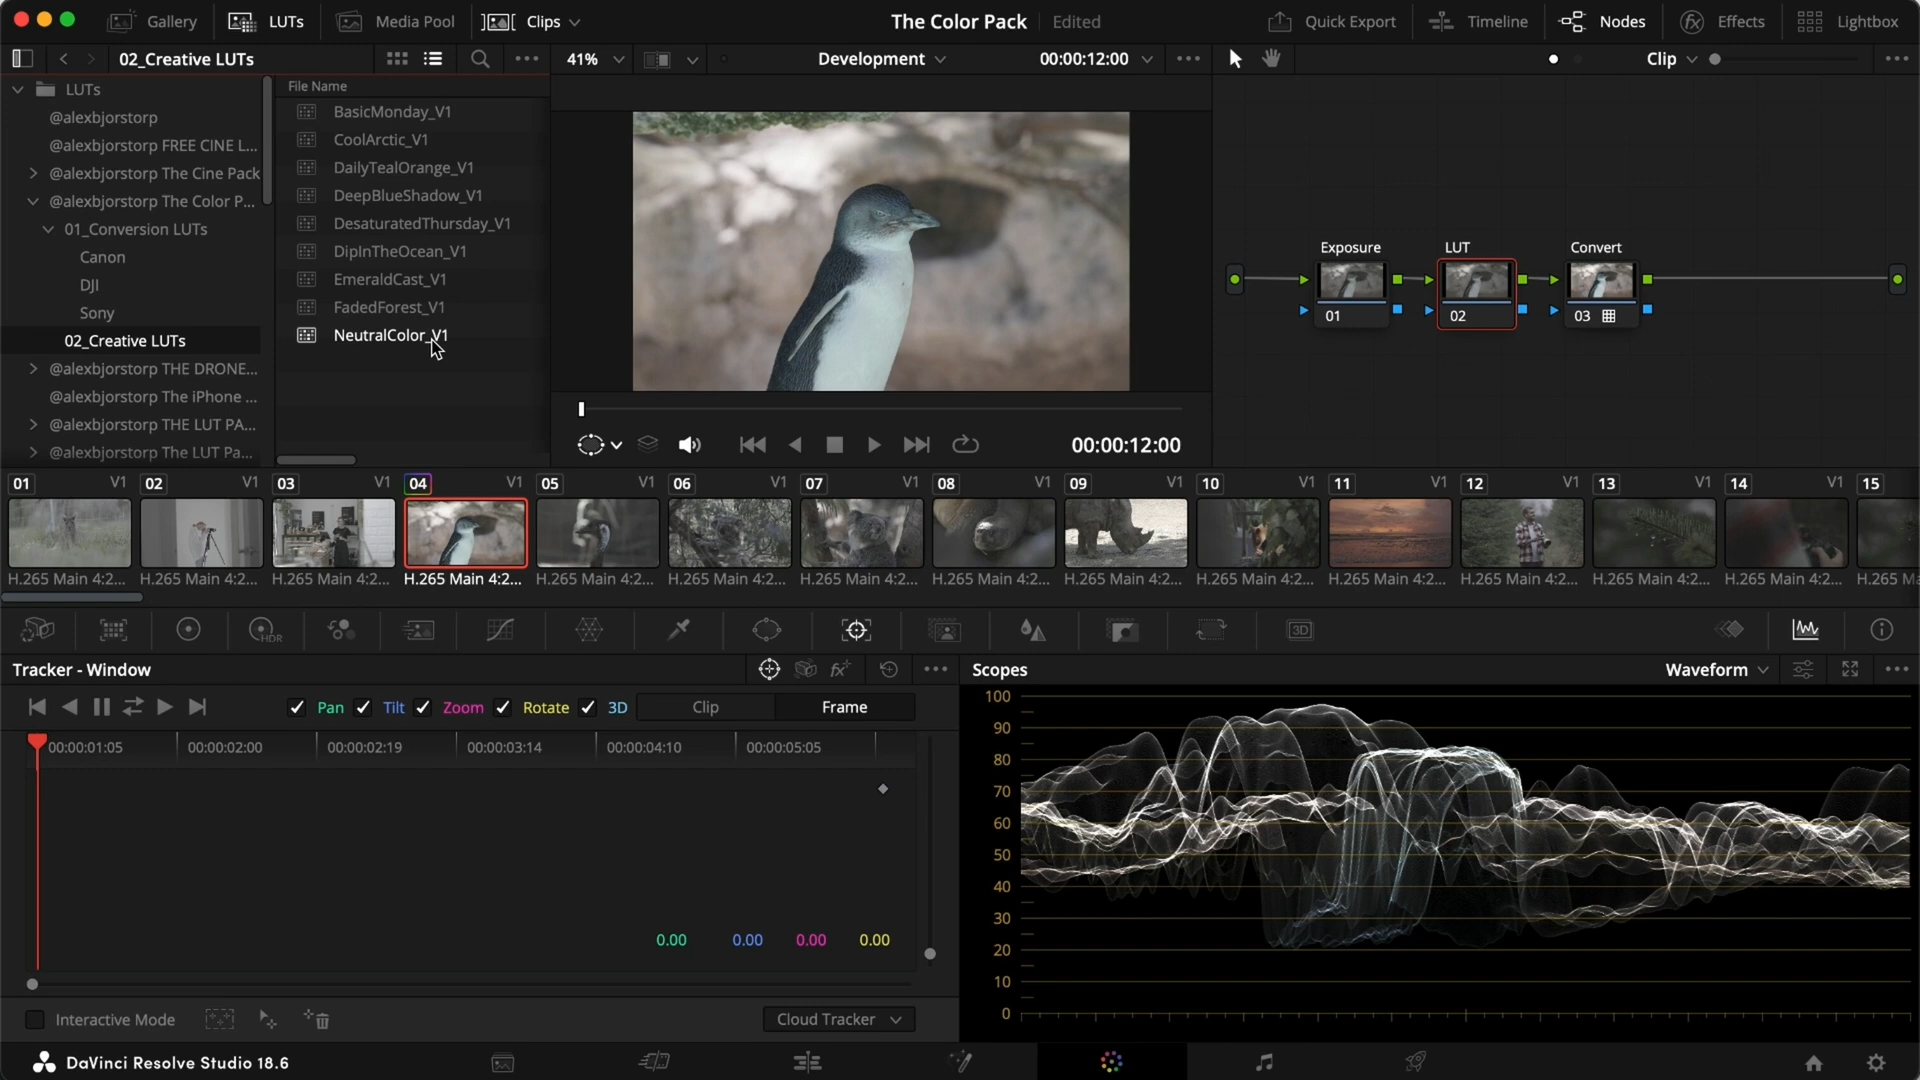 Gallery
LUTs
Media Pool
Clips
The Color Pack
Edited
Quick Export
Timeline
Nodes
Effects
Lightbox
02_Creative LUTs
41%
Development
00:00:12:00
Clip
LUTs
@alexbjorstorp
@alexbjorstorp FREE CINE L...
@alexbjorstorp The Cine Pack
@alexbjorstorp The Color P...
01_Conversion LUTs
Canon
DJI
Sony
02_Creative LUTs
@alexbjorstorp THE DRONE...
@alexbjorstorp The iPhone ...
@alexbjorstorp THE LUT PA...
@alexbjorstorp The LUT Pa...
File Name
BasicMonday_V1
CoolArctic_V1
DailyTealOrange_V1
DeepBlueShadow_V1
DesaturatedThursday_V1
DipInTheOcean_V1
EmeraldCast_V1
FadedForest_V1
NeutralColor_V1
00:00:12:00
Exposure
LUT
Convert
01
02
03
01 V1
02 V1
03 V1
04 V1
05 V1
06 V1
07 V1
08 V1
09 V1
10 V1
11 V1
12 V1
13 V1
14 V1
15
H.265 Main 4:2...
H.265 Main 4:2...
H.265 Main 4:2...
H.265 Main 4:2...
H.265 Main 4:2...
H.265 Main 4:2...
H.265 Main 4:2...
H.265 Main 4:2...
H.265 Main 4:2...
H.265 Main 4:2...
H.265 Main 4:2...
H.265 Main 4:2...
H.265 Main 4:2...
H.265 Main 4:2...
H.265 M
HDR
3D
Tracker - Window
Pan
Tilt
Zoom
Rotate
3D
Clip
Frame
00:00:01:05
00:00:02:00
00:00:02:19
00:00:03:14
00:00:04:10
00:00:05:05
0.00
0.00
0.00
0.00
Interactive Mode
Cloud Tracker
Scopes
Waveform
100
90
80
70
60
50
40
30
20
10
0
DaVinci Resolve Studio 18.6